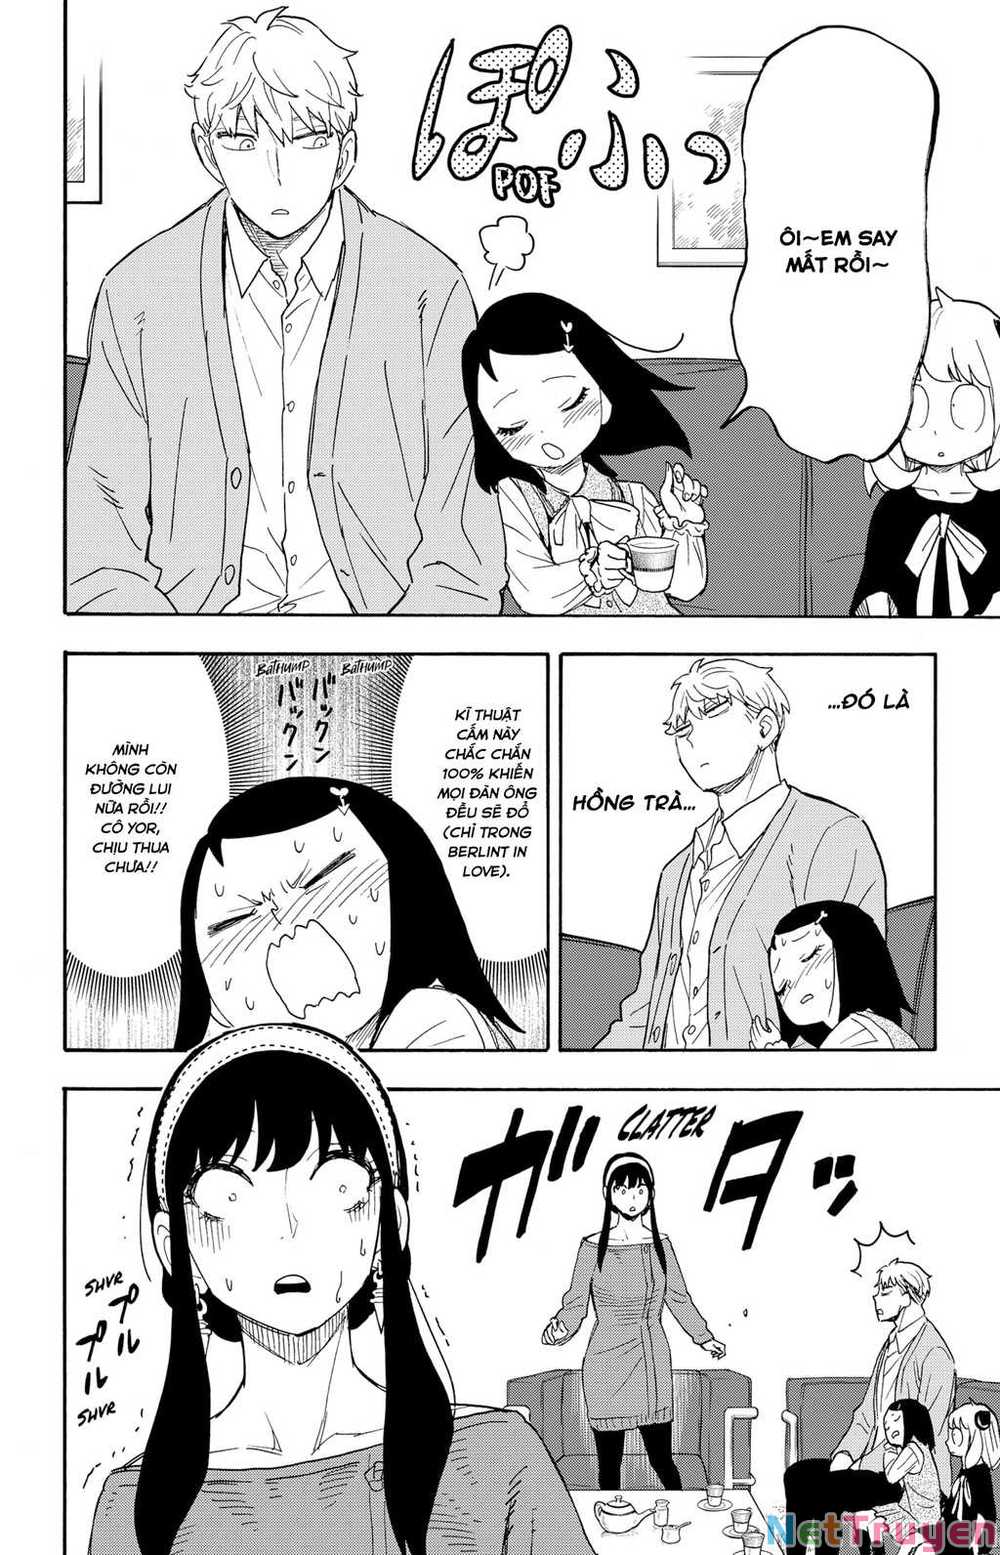 ぽふっ
POF
ÔI~EM SAY
MẤT RỒI~
...ĐÓ LÀ
HỒNG TRÀ...
BATHUMP
BATHUMP
バックン
バックン
KĨ THUẬT
CẤM NÀY
CHẮC CHẮN
100% KHIẾN
MỌI ĐÀN ÔNG
ĐỀU SẼ ĐỔ
(CHỈ TRONG
BERLINT IN
LOVE).
MÌNH
KHÔNG CÒN
ĐƯỜNG LUI
NỮA RỒI!!
CÔ YOR,
CHỊU THUA
CHƯA!!
ガタッ
CLATTER
SHVR
プル
プル
SHVR
NetTruyen